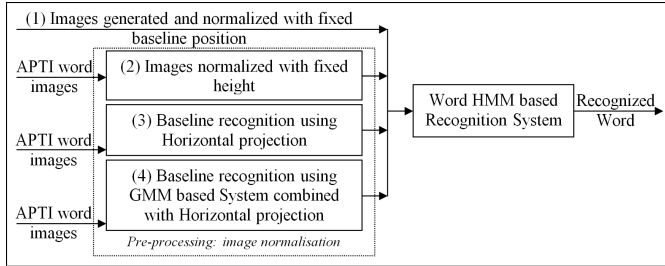 (1) Images generated and normalized with fixed
baseline position
APTI word
images
(2) Images normalized with fixed
height
APTI word
images
(3) Baseline recognition using
Horizontal projection
APTI word
images
(4) Baseline recognition using
GMM based System combined
with Horizontal projection
Pre-processing: image normalisation
Word HMM based
Recognition System
Recognized
Word